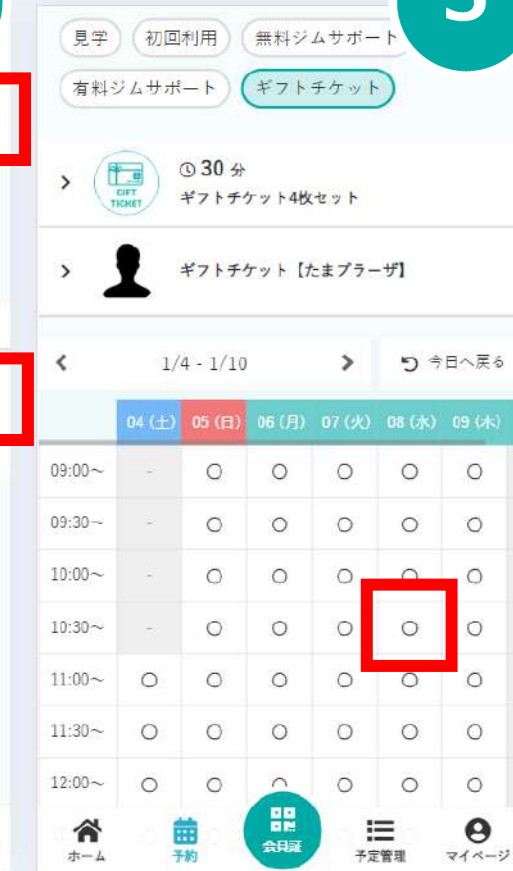 3
見学 初回利用 無料ジムサポート
有料ジムサポート ギフトチケット
30 分
GIFT
TICKET
ギフトチケット4枚セット
ギフトチケット【たまプラーザ】
1/4 - 1/10 今日へ戻る
04 (土) 05 (日) 06 (月) 07 (火) 08 (水) 09 (木)
09:00～ - ○ ○ ○ ○ ○
09:30～ - ○ ○ ○ ○ ○
10:00～ - ○ ○ ○ ○ ○
10:30～ - ○ ○ ○ ○ ○
11:00～ ○ ○ ○ ○ ○ ○
11:30～ ○ ○ ○ ○ ○ ○
12:00～ ○ ○ ○ ○ ○ ○
ホーム 予約 会員証 予定管理 マイページ